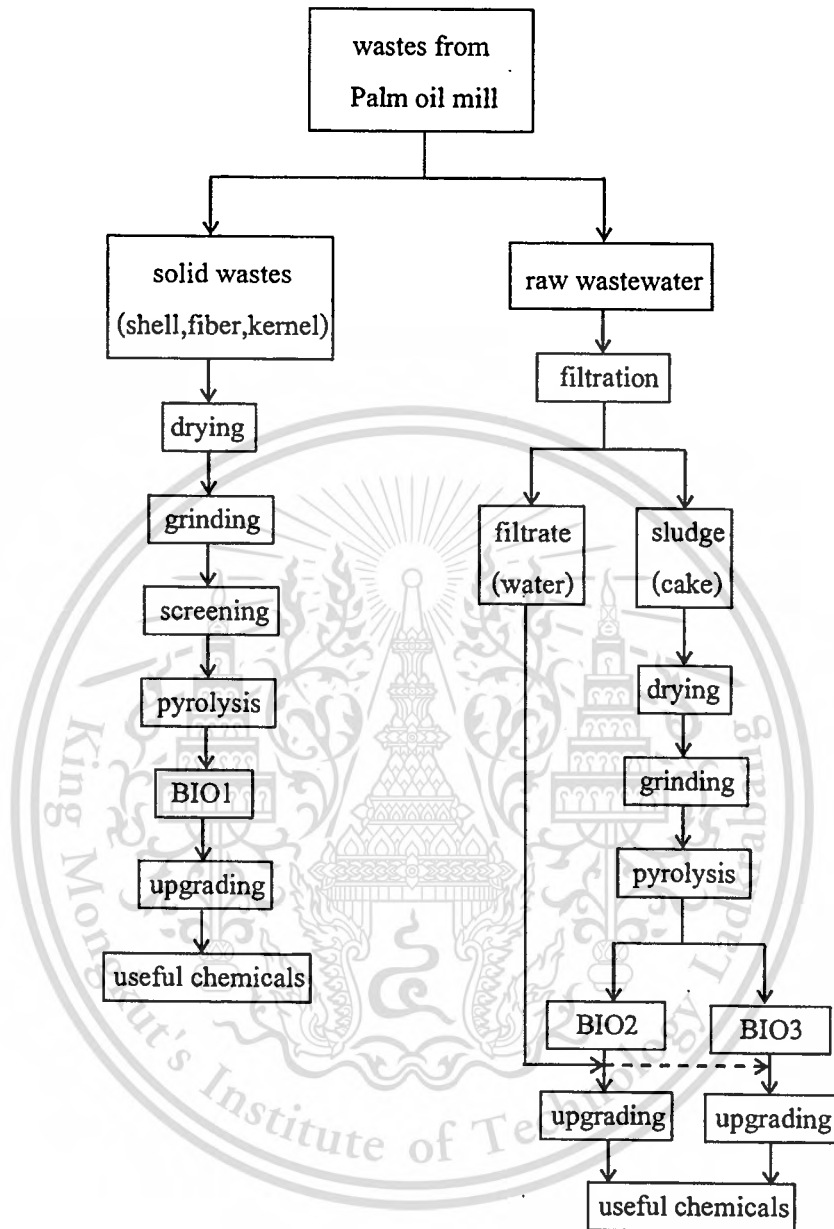 wastes from
Palm oil mill
solid wastes
(shell,fiber,kernel)
drying
grinding
screening
pyrolysis
BIO1
upgrading
useful chemicals
raw wastewater
filtration
filtrate
(water)
sludge
(cake)
drying
grinding
pyrolysis
BIO2
BIO3
upgrading
upgrading
useful chemicals
King Mongkut's Institute of Technology Ladkrabang